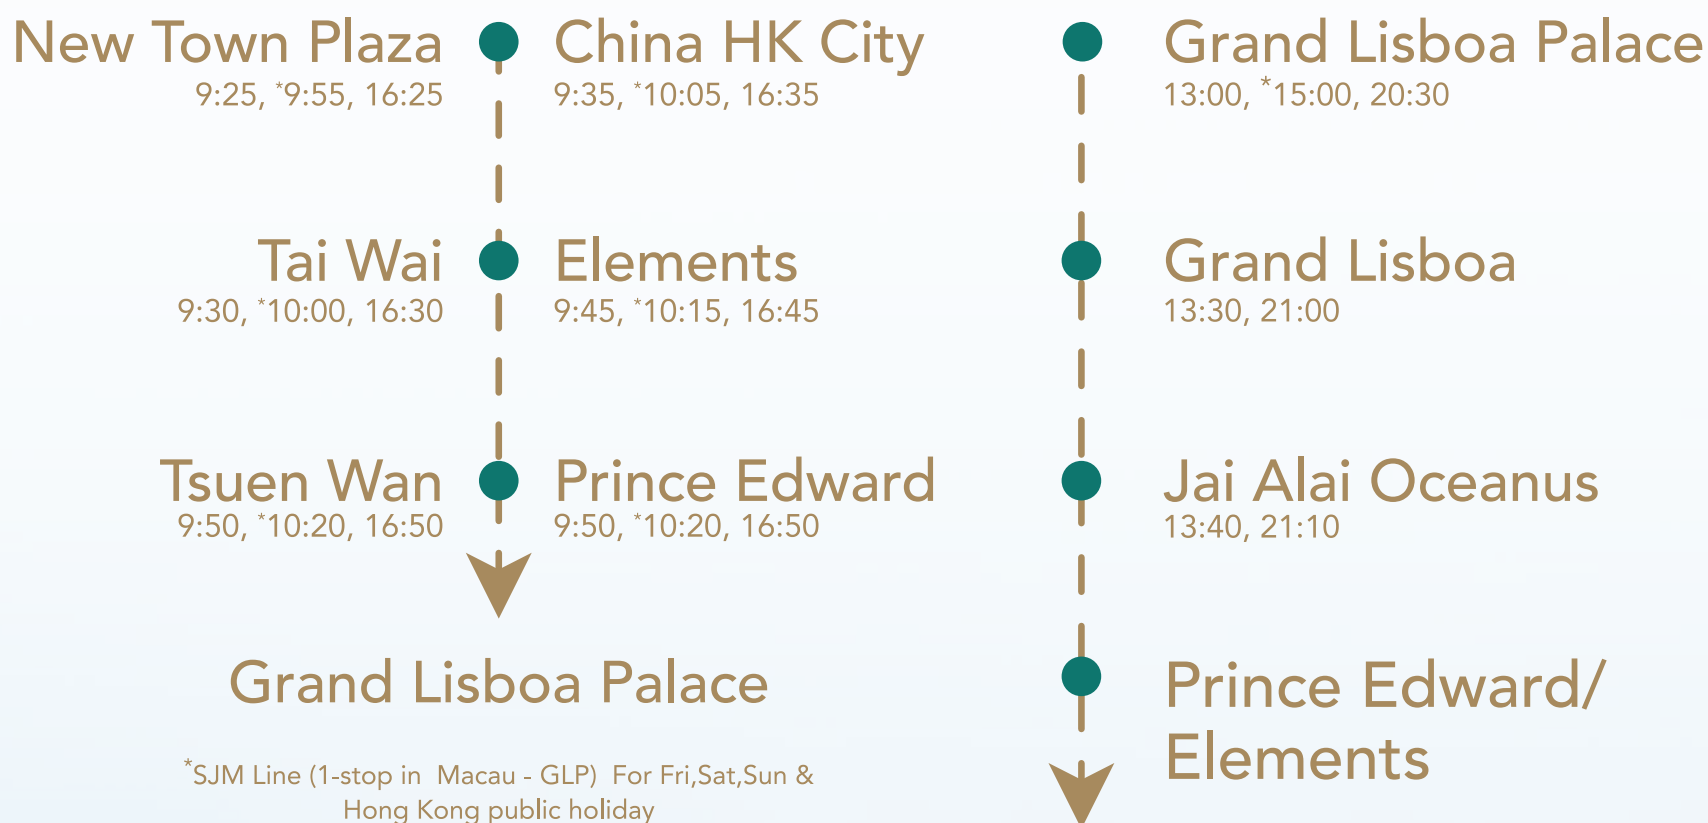 New Town Plaza
9:25, *9:55, 16:25
Tai Wai
9:30, *10:00, 16:30
Tsuen Wan
9:50, *10:20, 16:50
China HK City
9:35, *10:05, 16:35
Elements
9:45, *10:15, 16:45
Prince Edward
9:50, *10:20, 16:50
Grand Lisboa Palace
*SJM Line (1-stop in Macau - GLP) For Fri,Sat,Sun &
Hong Kong public holiday
Grand Lisboa Palace
13:00, *15:00, 20:30
Grand Lisboa
13:30, 21:00
Jai Alai Oceanus
13:40, 21:10
Prince Edward/
Elements